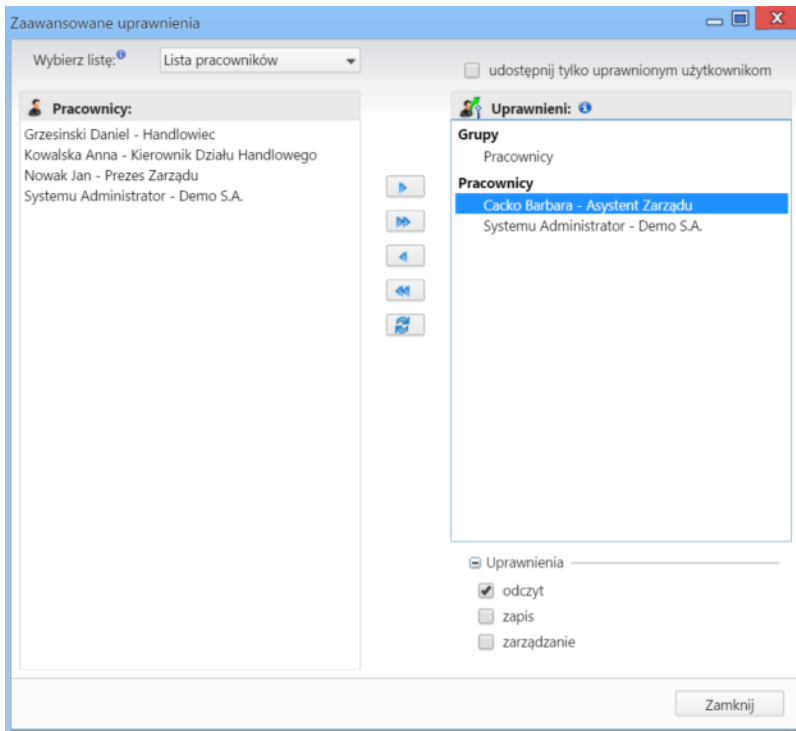 Zaawansowane uprawnienia
Wybierz listę:
Lista pracowników
udostępnij tylko uprawnionym użytkownikom
Pracownicy:
Grzesinski Daniel - Handlowiec
Kowalska Anna - Kierownik Działu Handlowego
Nowak Jan - Prezes Zarządu
Systemu Administrator - Demo S.A.
Uprawnieni:
Grupy
Pracownicy
Pracownicy
Cacko Barbara - Asystent Zarządu
Systemu Administrator - Demo S.A.
Uprawnienia
odczyt
zapis
zarządzanie
Zamknij